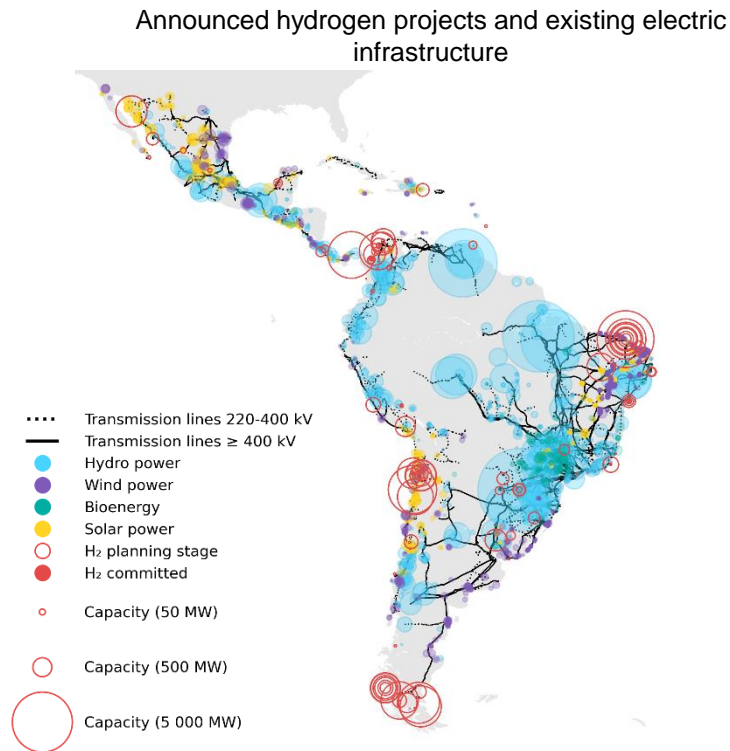 Announced hydrogen projects and existing electric
infrastructure
Transmission lines 220-400 kV
Transmission lines ≥ 400 kV
Hydro power
Wind power
Bioenergy
Solar power
H₂ planning stage
H₂ committed
Capacity (50 MW)
Capacity (500 MW)
Capacity (5 000 MW)